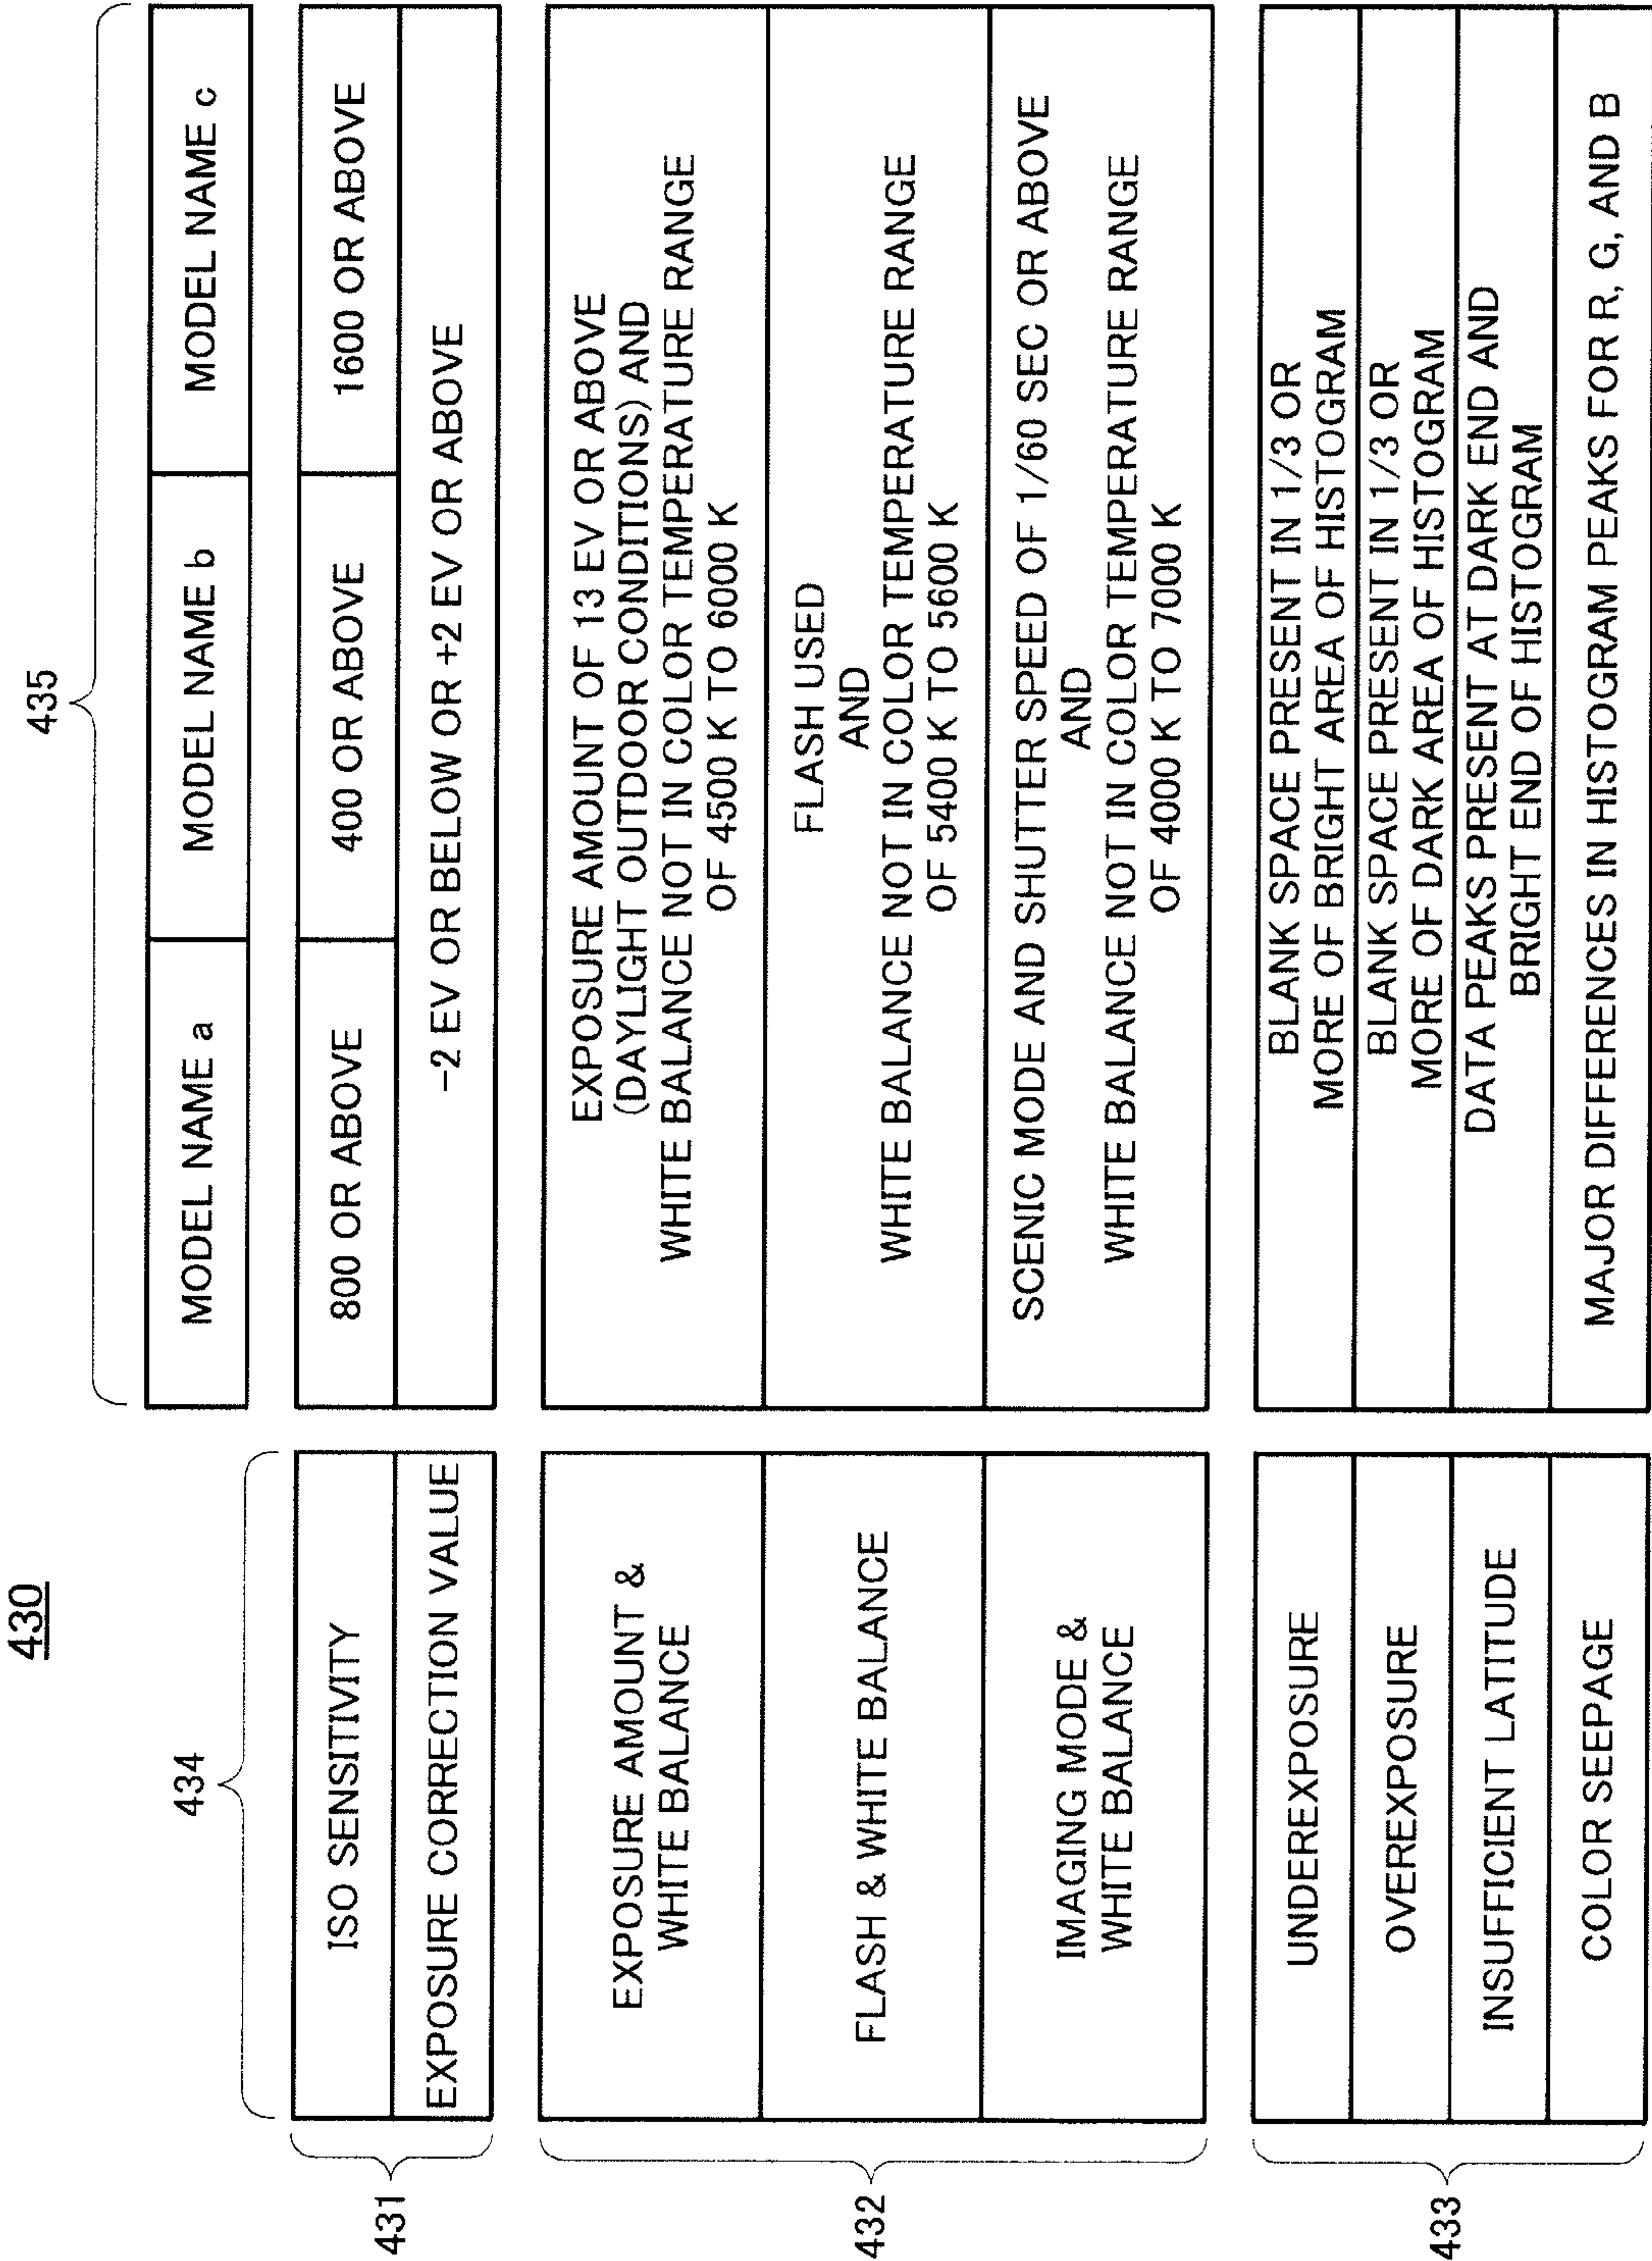 430
434
435
MODEL NAME a
MODEL NAME b
MODEL NAME c
431
ISO SENSITIVITY
800 OR ABOVE
400 OR ABOVE
1600 OR ABOVE
EXPOSURE CORRECTION VALUE
-2 EV OR BELOW OR +2 EV OR ABOVE
432
EXPOSURE AMOUNT &
WHITE BALANCE
EXPOSURE AMOUNT OF 13 EV OR ABOVE
(DAYLIGHT OUTDOOR CONDITIONS) AND
WHITE BALANCE NOT IN COLOR TEMPERATURE RANGE
OF 4500 K TO 6000 K
FLASH & WHITE BALANCE
FLASH USED
AND
WHITE BALANCE NOT IN COLOR TEMPERATURE RANGE
OF 5400 K TO 5600 K
IMAGING MODE &
WHITE BALANCE
SCENIC MODE AND SHUTTER SPEED OF 1/60 SEC OR ABOVE
AND
WHITE BALANCE NOT IN COLOR TEMPERATURE RANGE
OF 4000 K TO 7000 K
433
UNDEREXPOSURE
BLANK SPACE PRESENT IN 1/3 OR
MORE OF BRIGHT AREA OF HISTOGRAM
OVEREXPOSURE
BLANK SPACE PRESENT IN 1/3 OR
MORE OF DARK AREA OF HISTOGRAM
INSUFFICIENT LATITUDE
DATA PEAKS PRESENT AT DARK END AND
BRIGHT END OF HISTOGRAM
COLOR SEEPAGE
MAJOR DIFFERENCES IN HISTOGRAM PEAKS FOR R, G, AND B